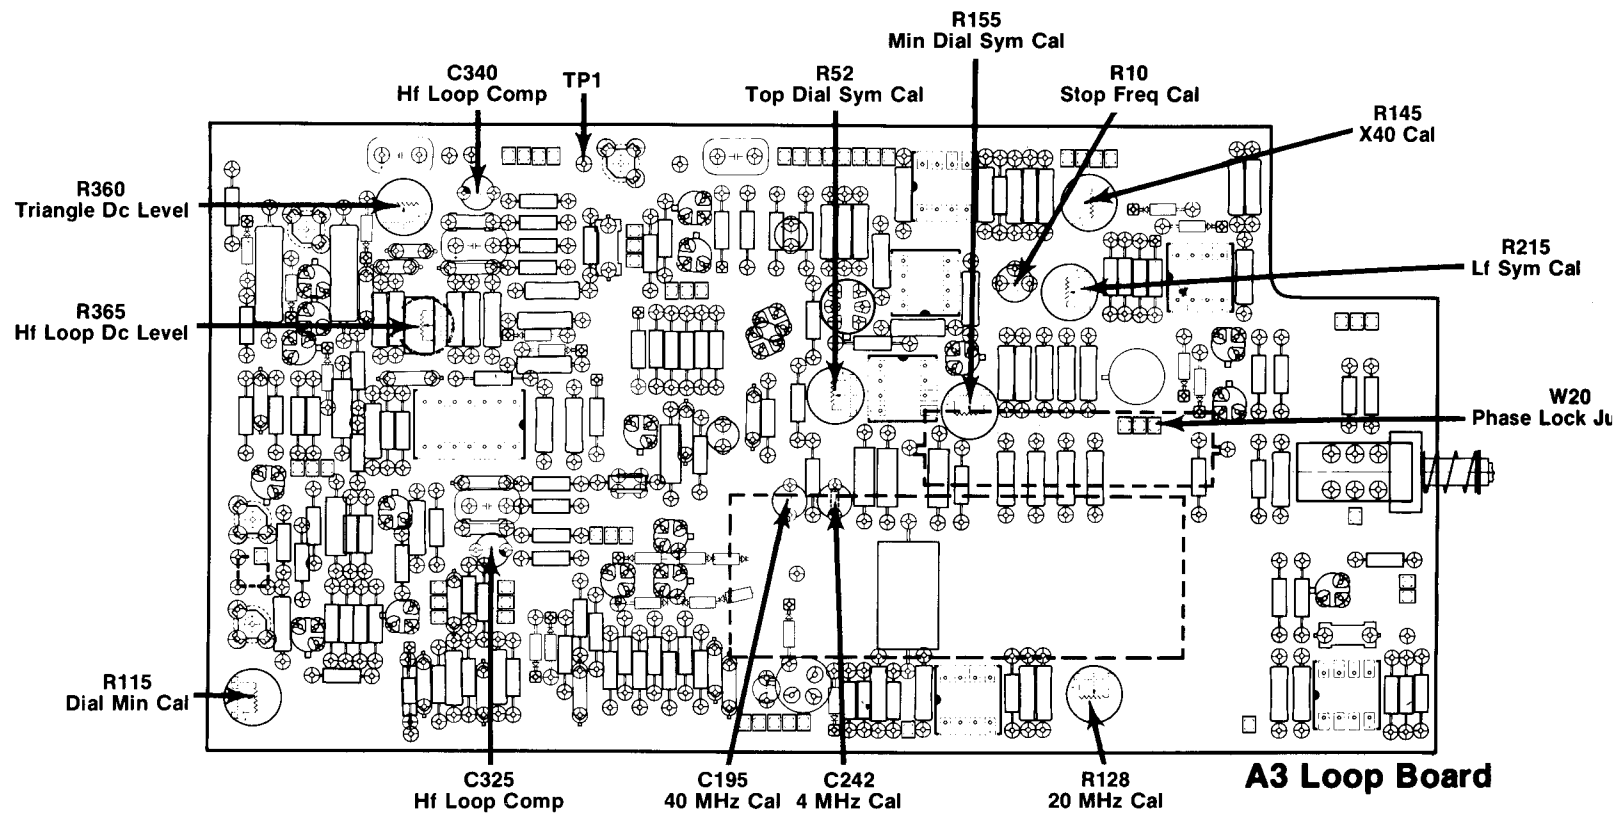 R155
Min Dial Sym Cal
C340
Hf Loop Comp
TP1
R52
Top Dial Sym Cal
R10
Stop Freq Cal
R145
X40 Cal
R360
Triangle Dc Level
R215
Lf Sym Cal
R365
Hf Loop Dc Level
W20
Phase Lock Ju
R115
Dial Min Cal
C325
Hf Loop Comp
C195
40 MHz Cal
C242
4 MHz Cal
R128
20 MHz Cal
A3 Loop Board